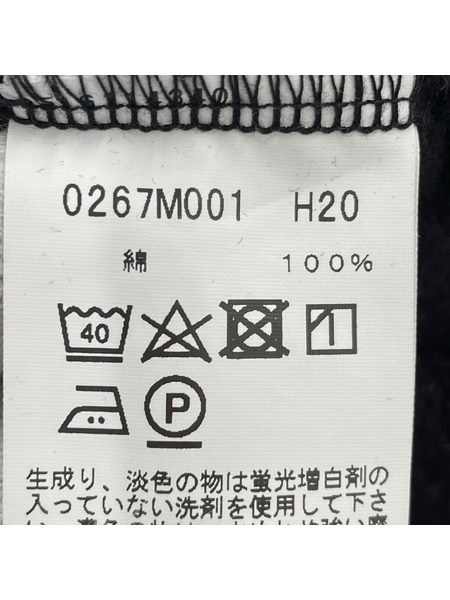 0267M001 H20
綿 100%
40
P
生成り、淡色の物は蛍光増白剤の
入っていない洗剤を使用して下さ